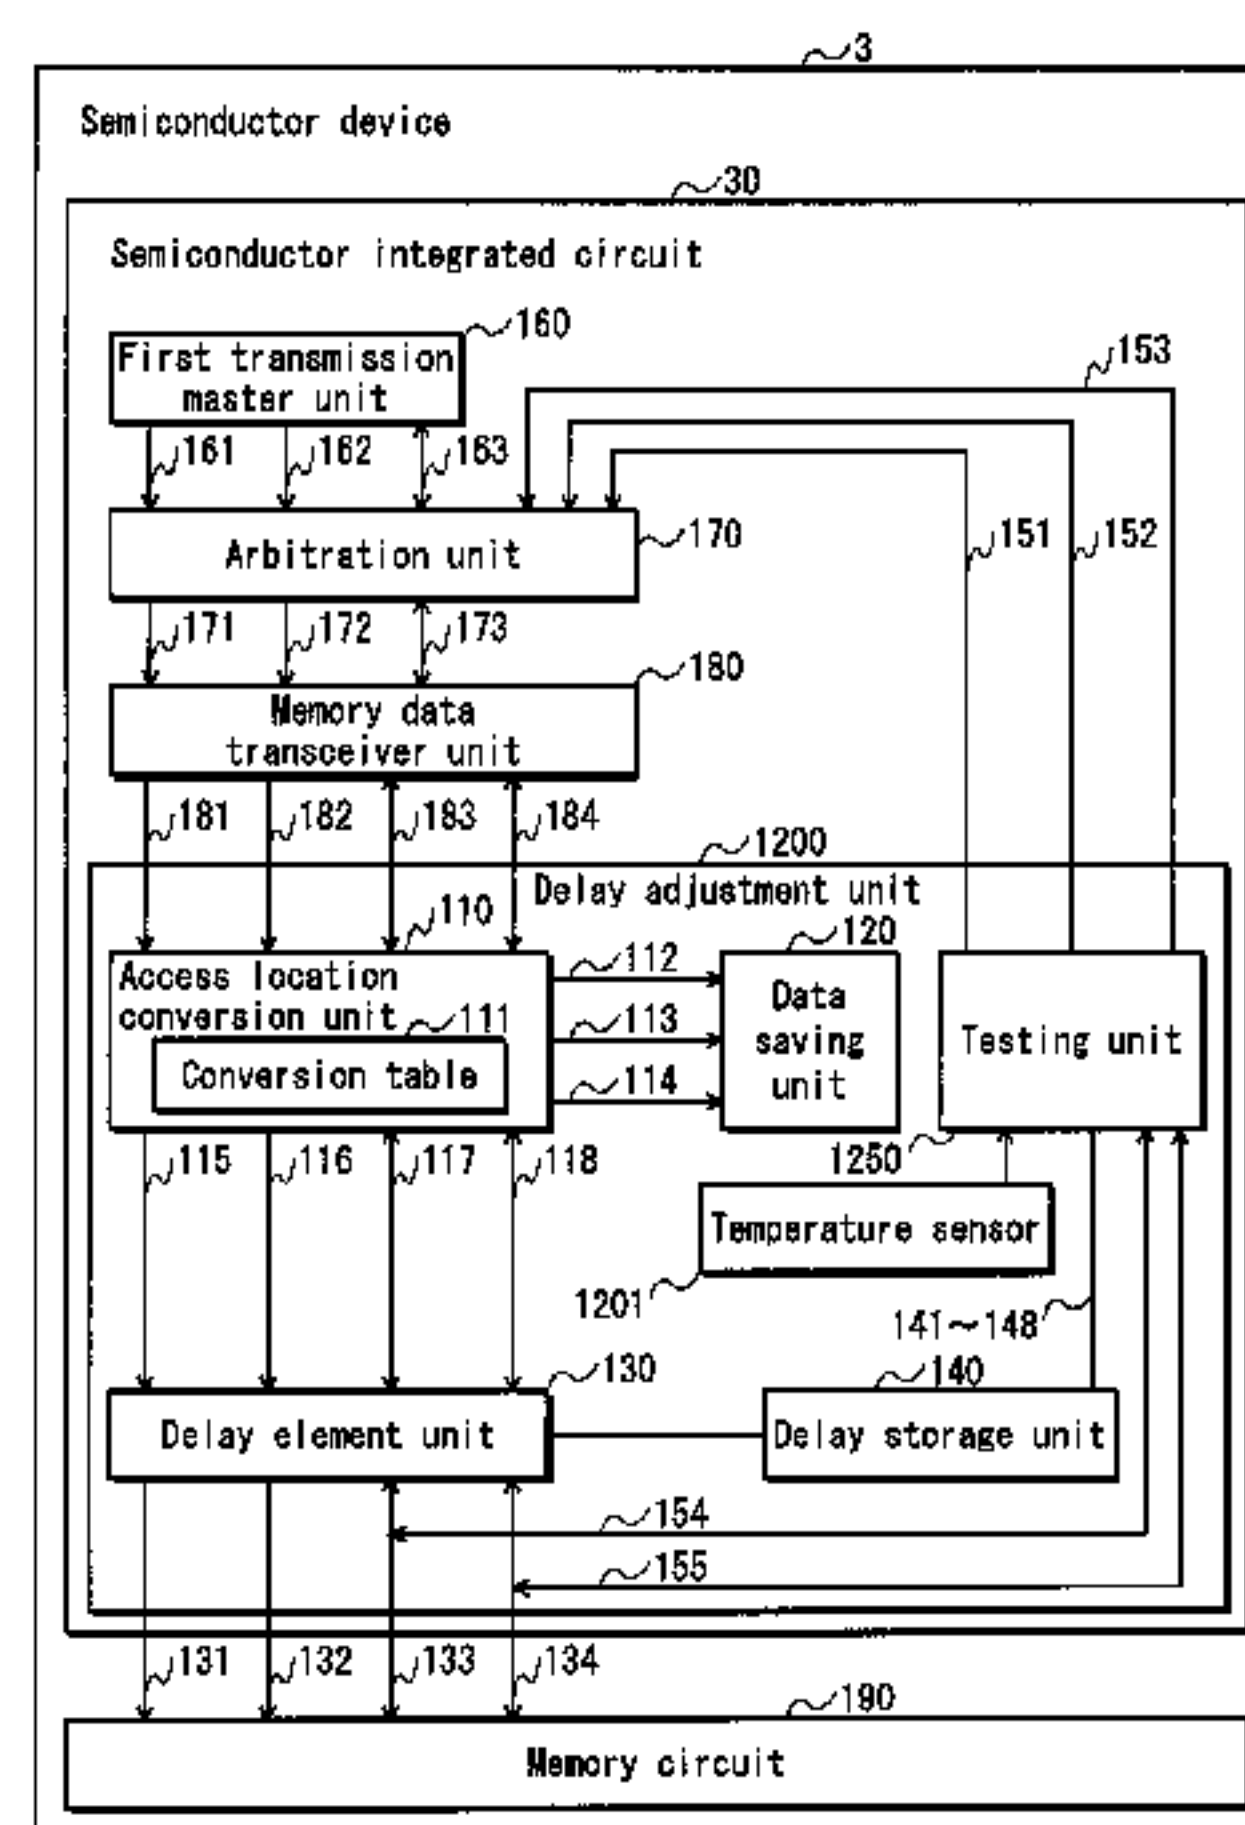 3
Semiconductor device
30
Semiconductor integrated circuit
160
First transmission
master unit
153
161 162 163
151 152
Arbitration unit
170
171 172 173
180
Memory data
transceiver unit
181 182 183 184
1200
Delay adjustment unit
110
120
Access location
conversion unit
111
Conversion table
112
113
114
Data
saving
unit
Testing unit
115 116 117 118
1250
Temperature sensor
1201
141~148
130
140
Delay element unit
Delay storage unit
154
155
131 132 133 134
190
Memory circuit